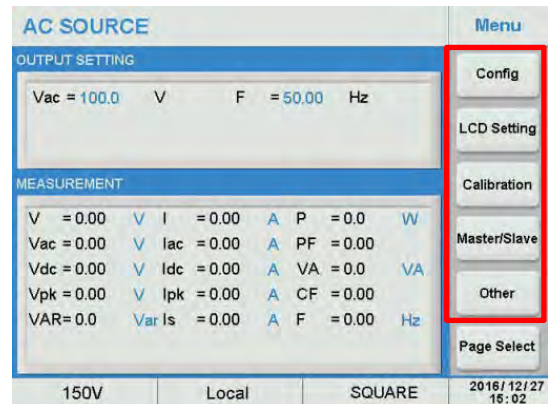 AC SOURCE
Menu
OUTPUT SETTING
Vac = 100.0 V F = 50.00 Hz
MEASUREMENT
V = 0.00 V I = 0.00 A P = 0.0 W
Vac = 0.00 V Iac = 0.00 A PF = 0.00
Vdc = 0.00 V Idc = 0.00 A VA = 0.0 VA
Vpk = 0.00 V Ipk = 0.00 A CF = 0.00
VAR= 0.0 Var Is = 0.00 A F = 0.00 Hz
Config
LCD Setting
Calibration
Master/Slave
Other
Page Select
150V Local SQUARE
2016/12/27
15:02